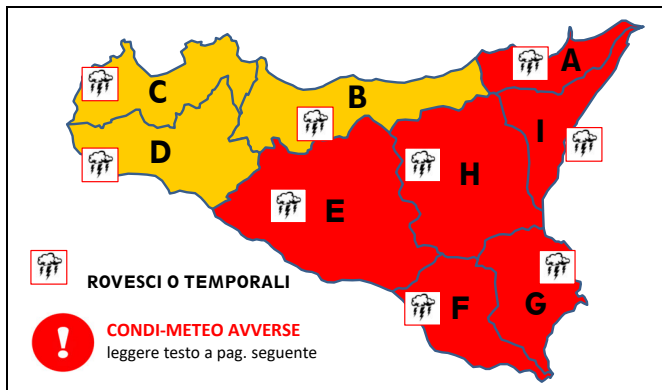 A
C
B
I
D
H
E
ROVESCI O TEMPORALI
F
G
CONDI-METEO AVVERSE
leggere testo a pag. seguente